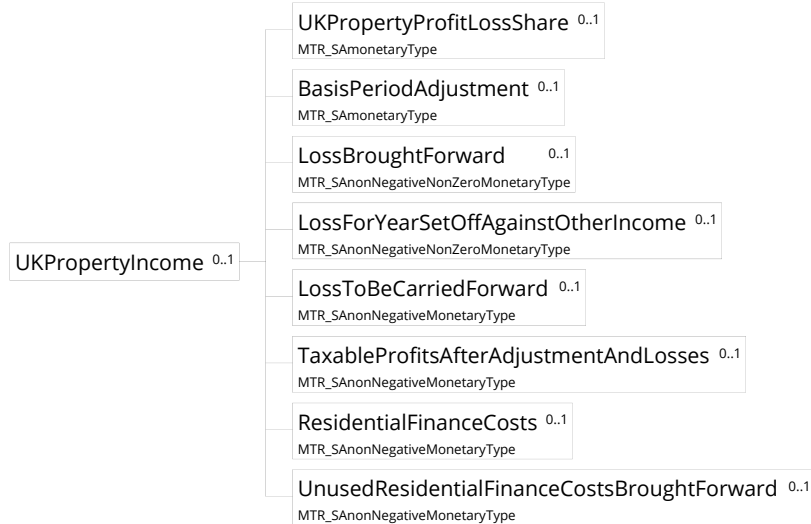 UKPropertyProfitLossShare 0..1
MTR_SAmonetaryType
BasisPeriodAdjustment 0..1
MTR_SAmonetaryType
LossBroughtForward 0..1
MTR_SAnonNegativeNonZeroMonetaryType
LossForYearSetOffAgainstOtherIncome 0..1
MTR_SAnonNegativeNonZeroMonetaryType
UKPropertyIncome 0..1
LossToBeCarriedForward 0..1
MTR_SAnonNegativeMonetaryType
TaxableProfitsAfterAdjustmentAndLosses 0..1
MTR_SAnonNegativeMonetaryType
ResidentialFinanceCosts 0..1
MTR_SAnonNegativeMonetaryType
UnusedResidentialFinanceCostsBroughtForward 0..1
MTR_SAnonNegativeMonetaryType